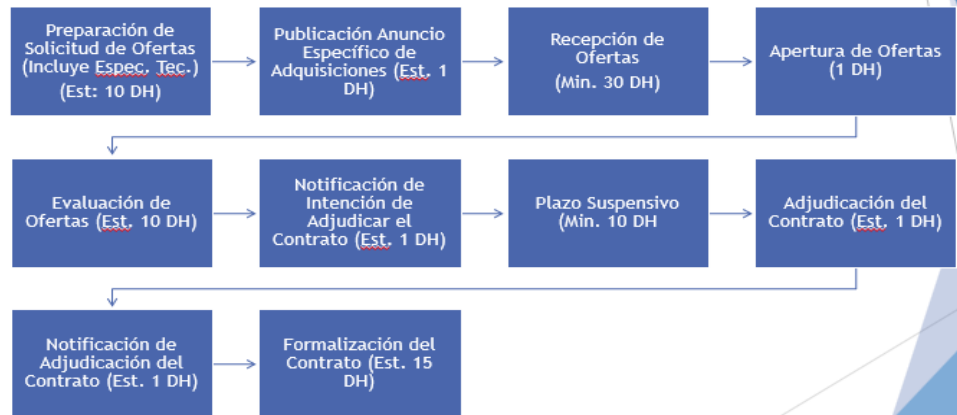 Preparación de
Solicitud de Ofertas
(Incluye Espec. Tec.)
(Est: 10 DH)
Publicación Anuncio
Específico de
Adquisiciones (Est. 1
DH)
Recepción de
Ofertas
(Min. 30 DH)
Apertura de Ofertas
(1 DH)
Evaluación de
Ofertas (Est. 10 DH)
Notificación de
Intención de
Adjudicar el
Contrato (Est. 1 DH)
Plazo Suspensivo
(Min. 10 DH
Adjudicación del
Contrato (Est. 1 DH)
Notificación de
Adjudicación del
Contrato (Est. 1 DH)
Formalización del
Contrato (Est. 15
DH)